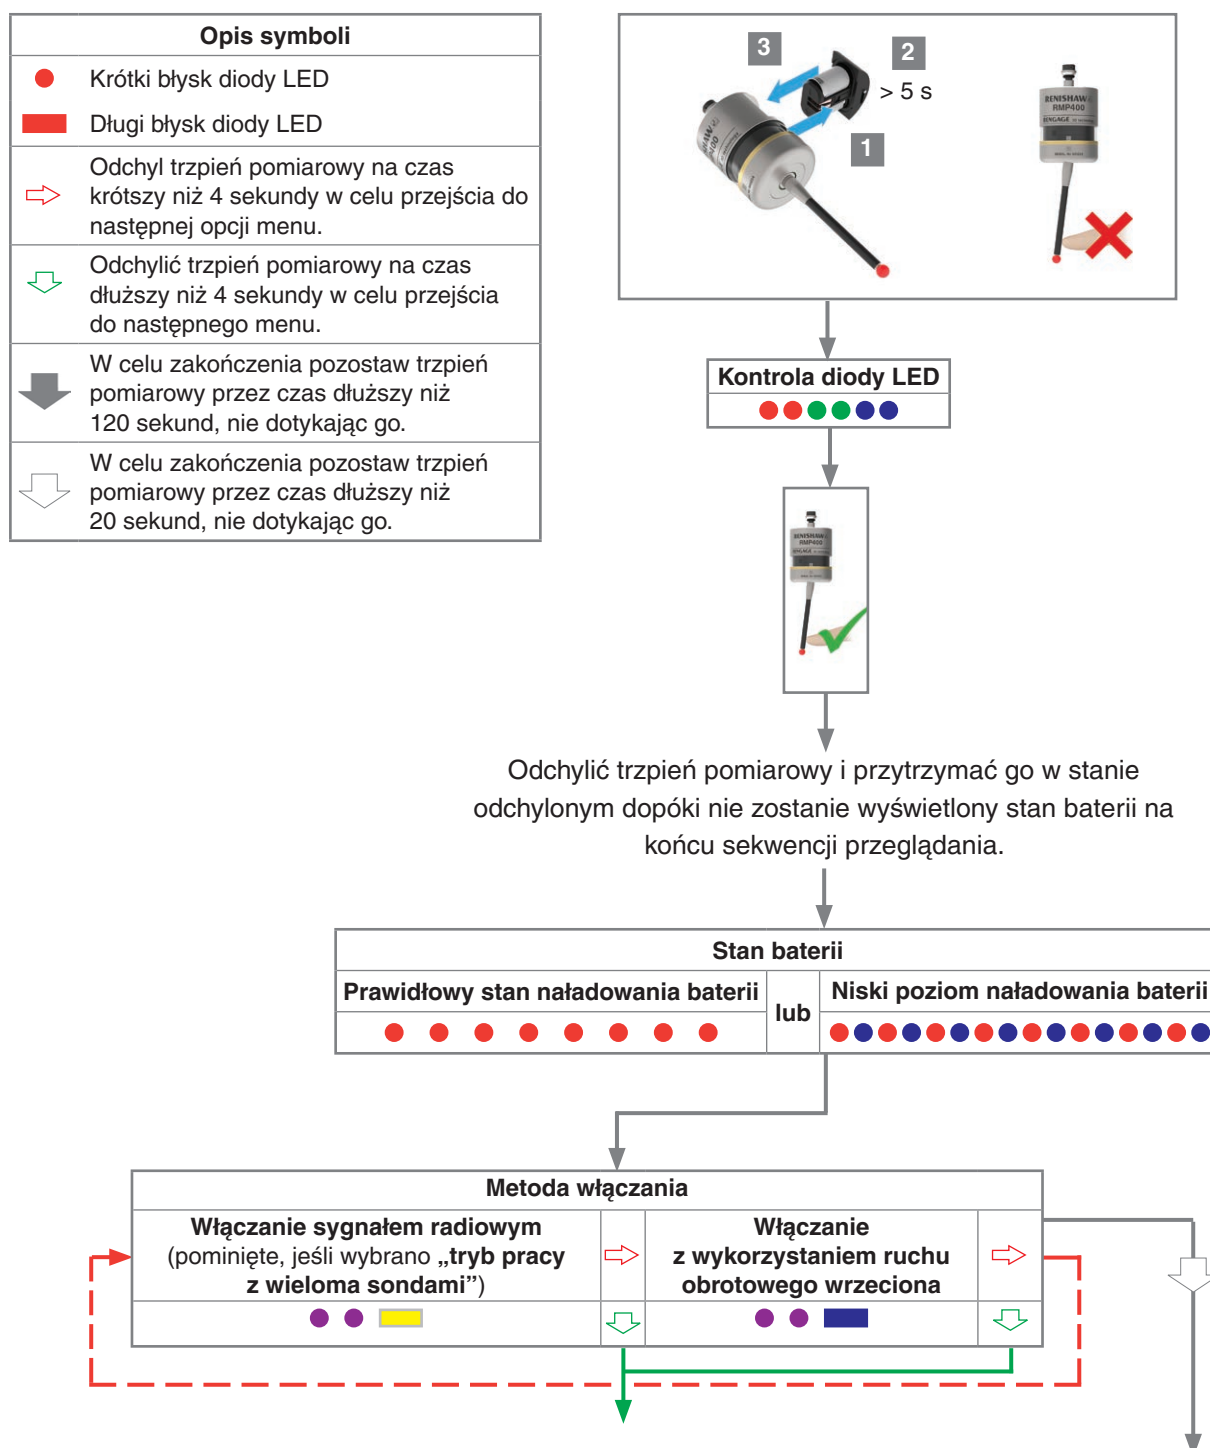 Opis symboli
Krótki błysk diody LED
Długi błysk diody LED
Odchyl trzpień pomiarowy na czas
krótszy niż 4 sekundy w celu przejścia do
następnej opcji menu.
Odchylić trzpień pomiarowy na czas
dłuższy niż 4 sekundy w celu przejścia
do następnego menu.
W celu zakończenia pozostaw trzpień
pomiarowy przez czas dłuższy niż
120 sekund, nie dotykając go.
W celu zakończenia pozostaw trzpień
pomiarowy przez czas dłuższy niż
20 sekund, nie dotykając go.
3
2
> 5 s
1
RENISHAW
RMP400
RENGAGE
Kontrola diody LED
RENISHAW
RMP400
RENGAGE
Odchylić trzpień pomiarowy i przytrzymać go w stanie
odchylonym dopóki nie zostanie wyświetlony stan baterii na
końcu sekwencji przeglądania.
Stan baterii
Prawidłowy stan naładowania baterii
lub
Niski poziom naładowania baterii
Metoda włączania
Włączanie sygnałem radiowym
(pominięte, jeśli wybrano „tryb pracy
z wieloma sondami”)
Włączanie
z wykorzystaniem ruchu
obrotowego wrzeciona